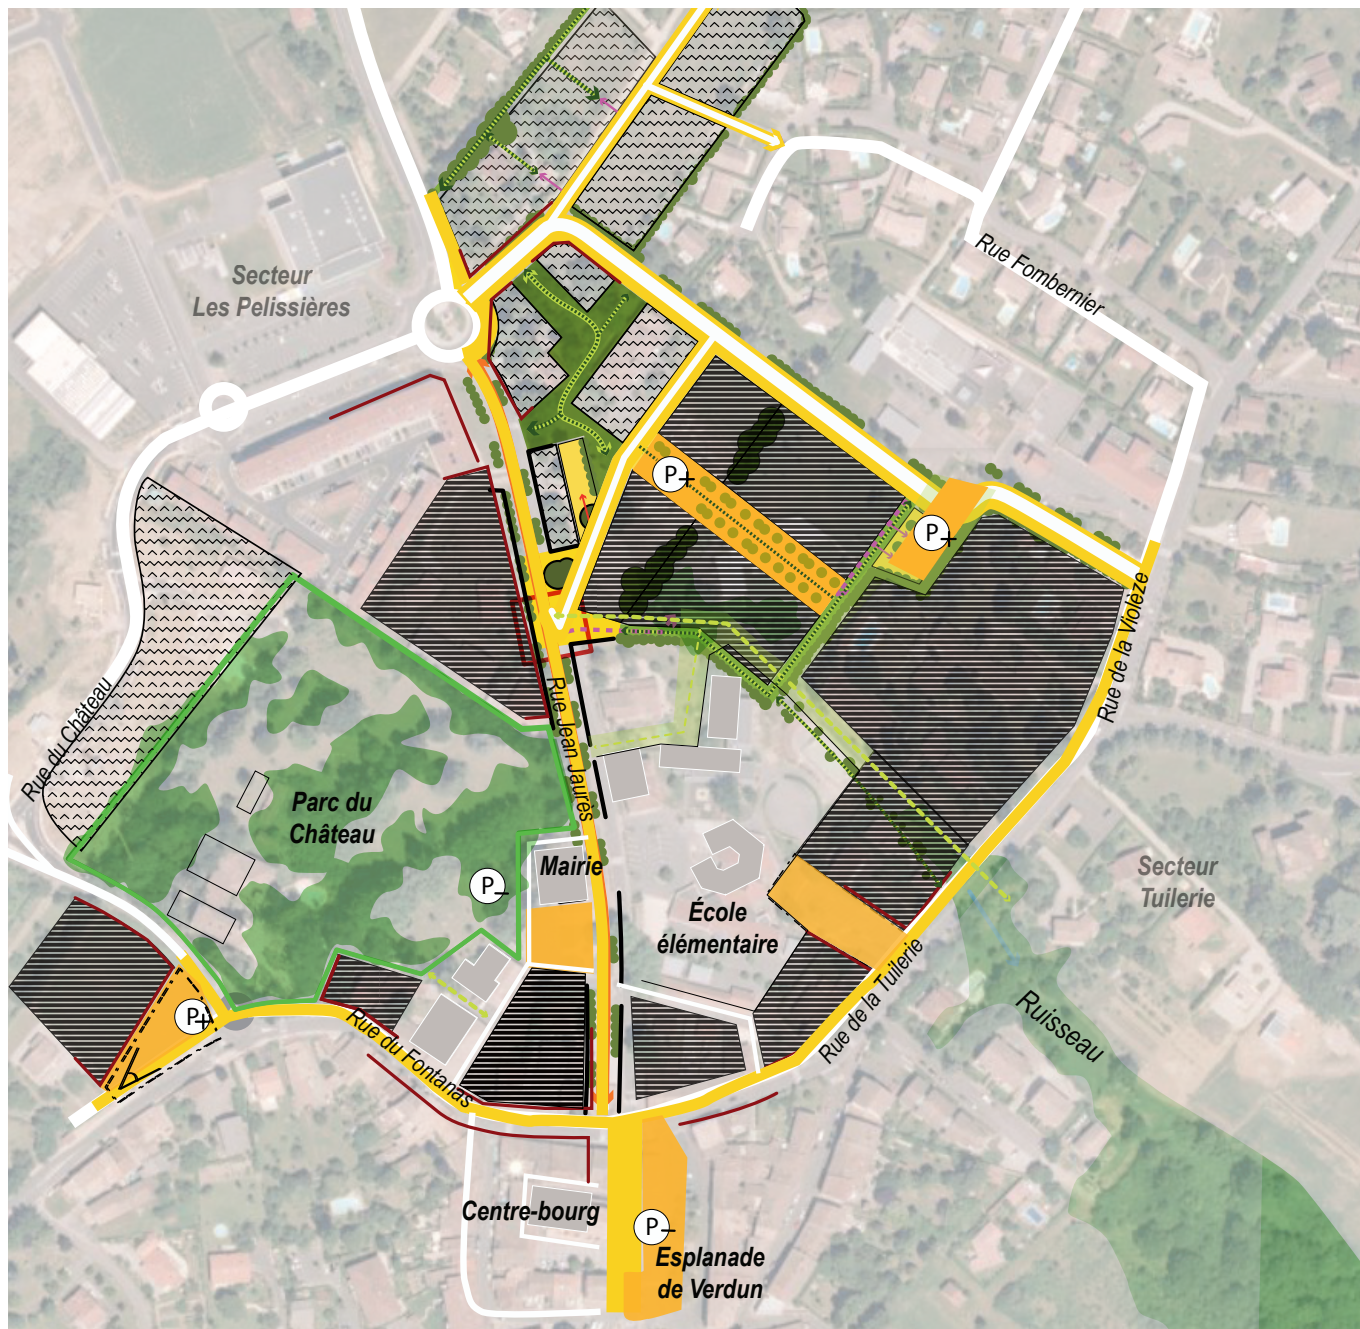 Secteur
Les Pelissières
Rue Fombernier
P+
P+
Rue de la Violèze
Rue du Château
Rue Jean Jaurès
Parc du
Château
Mairie
P-
École
élémentaire
Secteur
Tuilerie
Rue de la Tuilerie
P+
Rue du Fontanas
Ruisseau
Centre-bourg
P-
Esplanade
de Verdun